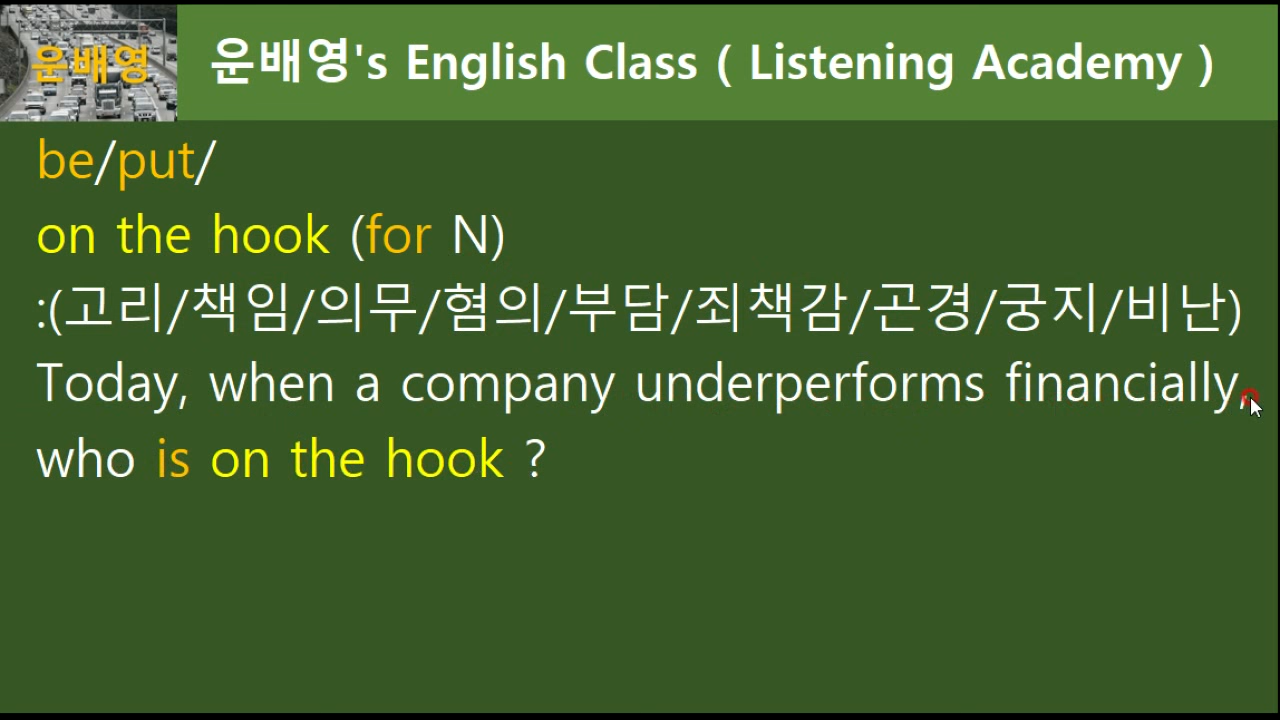 운배영
운배영's English Class ( Listening Academy )
be/put/
on the hook (for N)
:(고리/책임/의무/혐의/부담/죄책감/곤경/궁지/비난)
Today, when a company underperforms financially,
who is on the hook ?